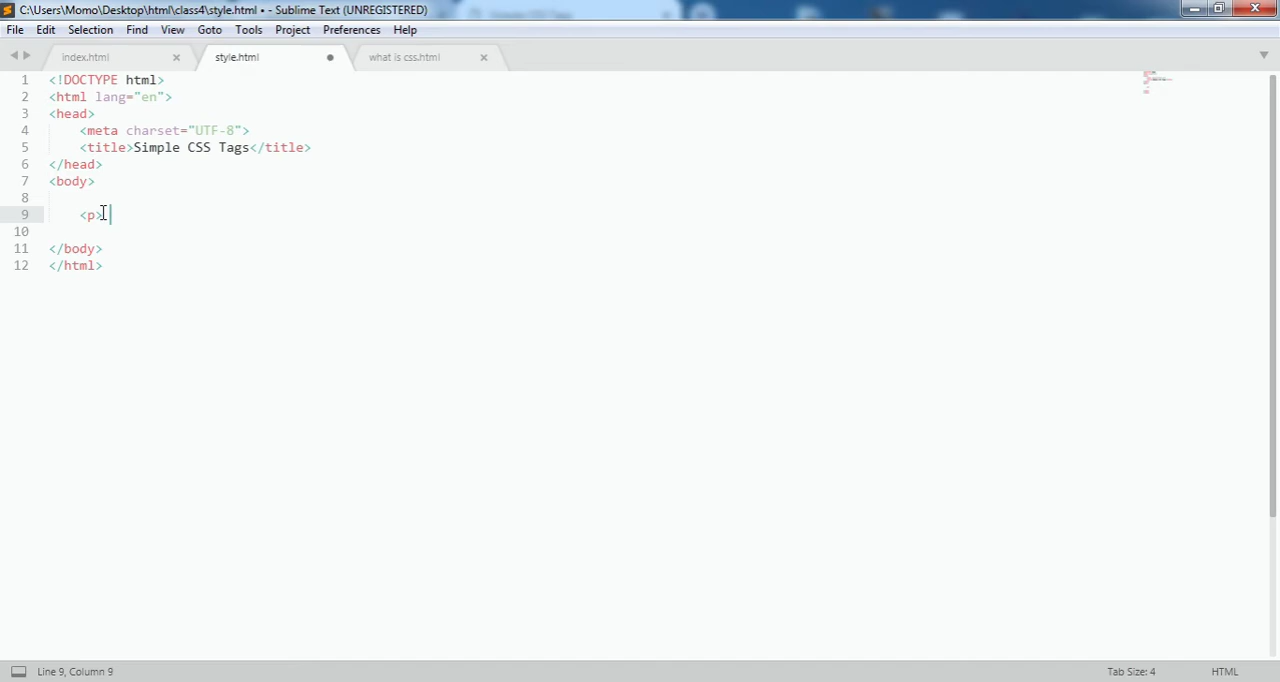 C:\Users\Momo\Desktop\html\class4\style.html • - Sublime Text (UNREGISTERED)
File Edit Selection Find View Goto Tools Project Preferences Help
index.html × style.html what is css.html ×
1 <!DOCTYPE html>
2 <html lang="en">
3 <head>
4 <meta charset="UTF-8">
5 <title>Simple CSS Tags</title>
6 </head>
7 <body>
8
9 <p>
10
11 </body>
12 </html>
Line 9, Column 9 Tab Size: 4 HTML